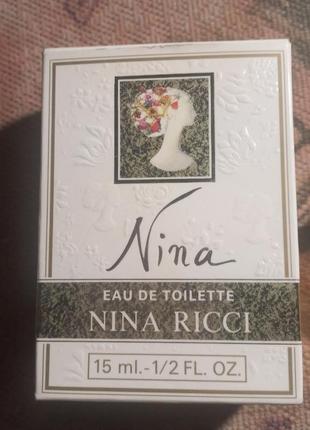 Nina
EAU DE TOILETTE
NINA RICCI
15 ml.-1/2 FL. OZ.